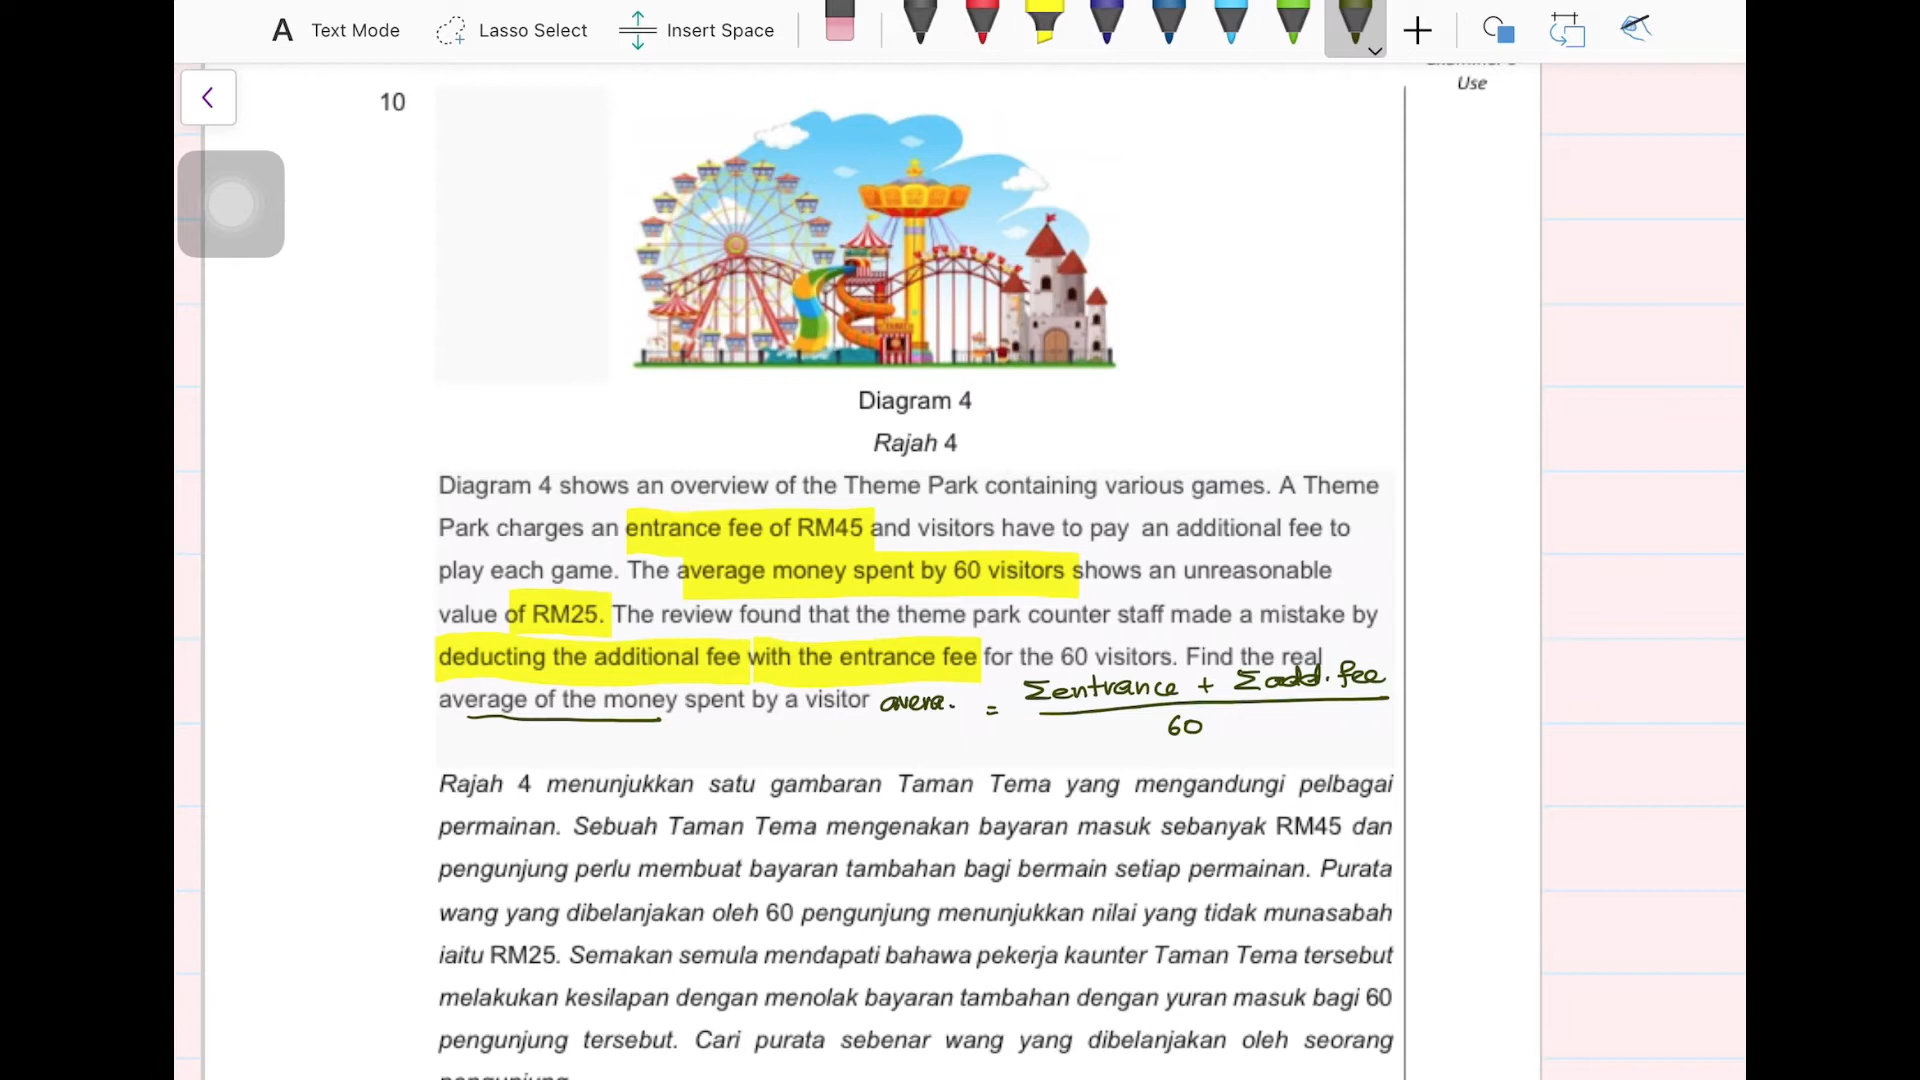 A Text Mode Lasso Select Insert Space
Use
10
Diagram 4
Rajah 4
Diagram 4 shows an overview of the Theme Park containing various games. A Theme
Park charges an entrance fee of RM45 and visitors have to pay an additional fee to
play each game. The average money spent by 60 visitors shows an unreasonable
value of RM25. The review found that the theme park counter staff made a mistake by
deducting the additional fee with the entrance fee for the 60 visitors. Find the real
average of the money spent by a visitor avera. = Σentrance + Σadd. fee
60
Rajah 4 menunjukkan satu gambaran Taman Tema yang mengandungi pelbagai
permainan. Sebuah Taman Tema mengenakan bayaran masuk sebanyak RM45 dan
pengunjung perlu membuat bayaran tambahan bagi bermain setiap permainan. Purata
wang yang dibelanjakan oleh 60 pengunjung menunjukkan nilai yang tidak munasabah
iaitu RM25. Semakan semula mendapati bahawa pekerja kaunter Taman Tema tersebut
melakukan kesilapan dengan menolak bayaran tambahan dengan yuran masuk bagi 60
pengunjung tersebut. Cari purata sebenar wang yang dibelanjakan oleh seorang